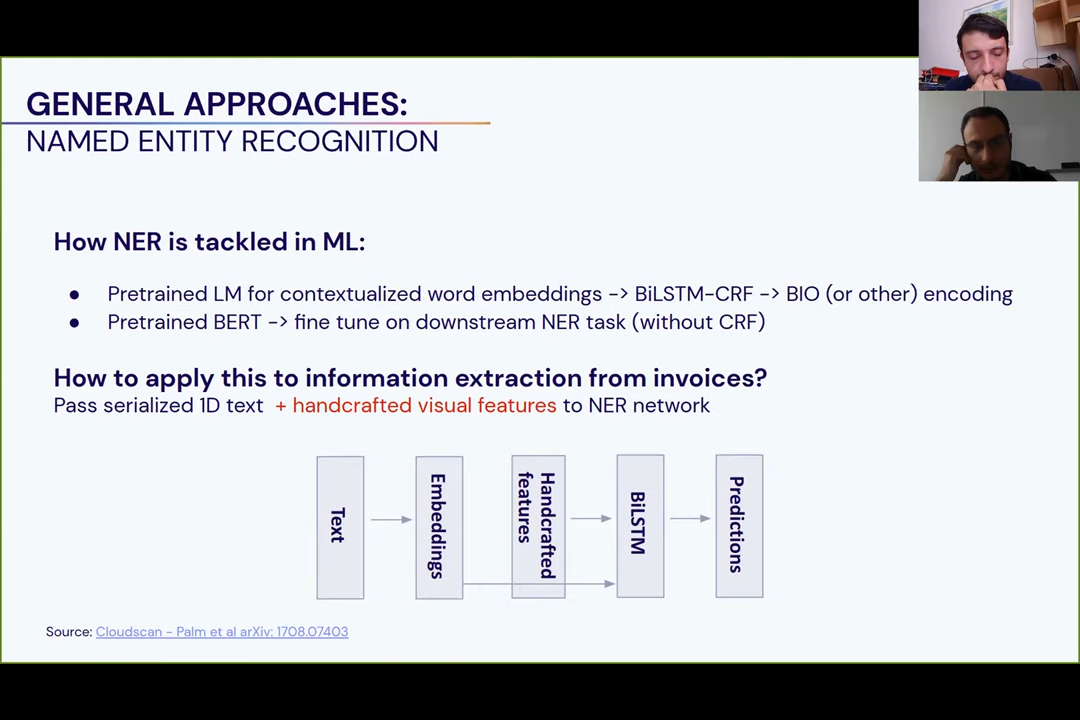 GENERAL APPROACHES:
NAMED ENTITY RECOGNITION
How NER is tackled in ML:
● Pretrained LM for contextualized word embeddings -> BiLSTM-CRF -> BIO (or other) encoding
● Pretrained BERT -> fine tune on downstream NER task (without CRF)
How to apply this to information extraction from invoices?
Pass serialized 1D text + handcrafted visual features to NER network
Text
Embeddings
Handcrafted
features
BiLSTM
Predictions
Source: Cloudscan - Palm et al arXiv: 1708.07403